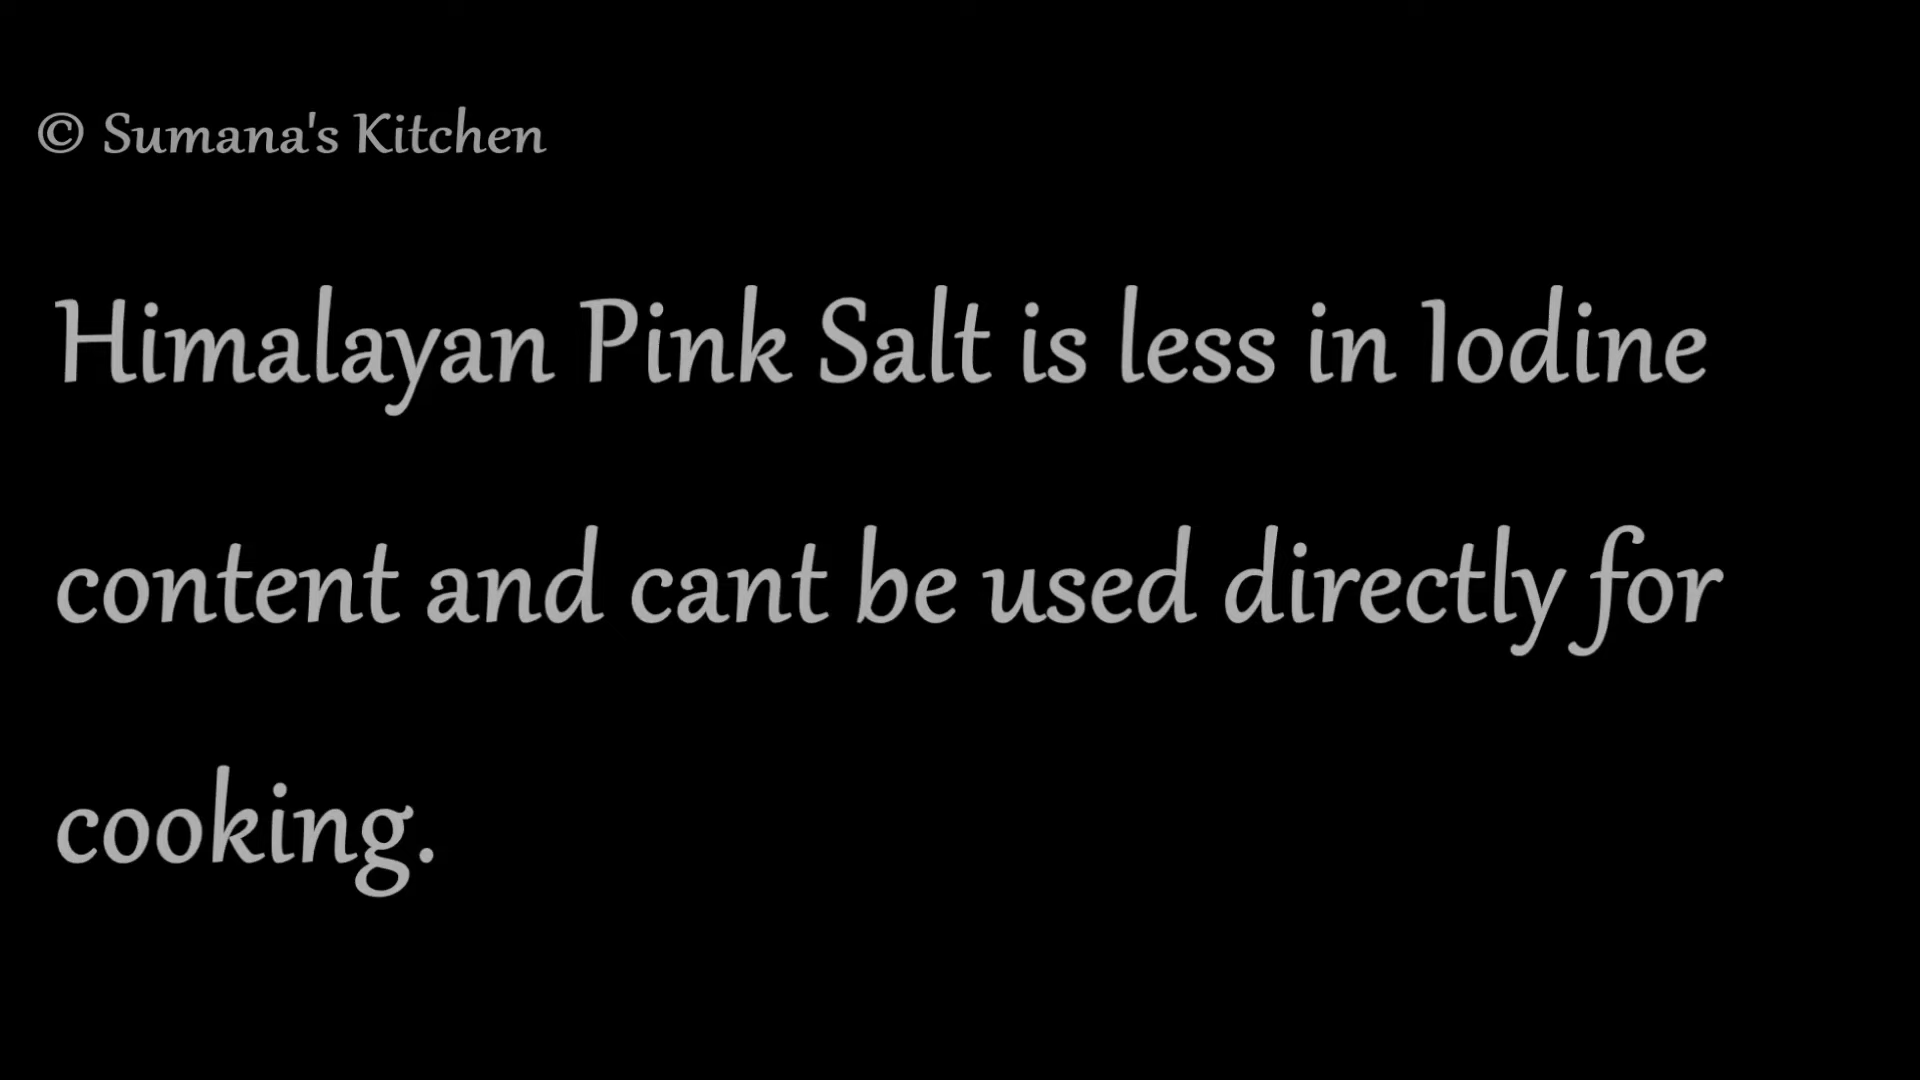 © Sumana's Kitchen
Himalayan Pink Salt is less in Iodine
content and cant be used directly for
cooking.